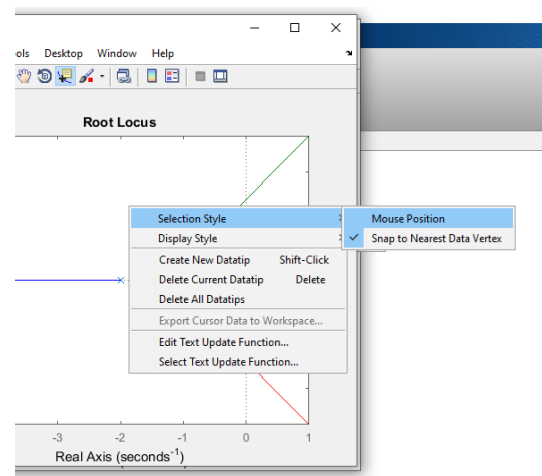 ols Desktop Window Help
Root Locus
Selection Style
Mouse Position
Display Style
Snap to Nearest Data Vertex
Create New Datatip Shift-Click
Delete Current Datatip Delete
Delete All Datatips
Export Cursor Data to Workspace...
Edit Text Update Function...
Select Text Update Function...
-3 -2 -1 0 1
Real Axis (seconds⁻¹)